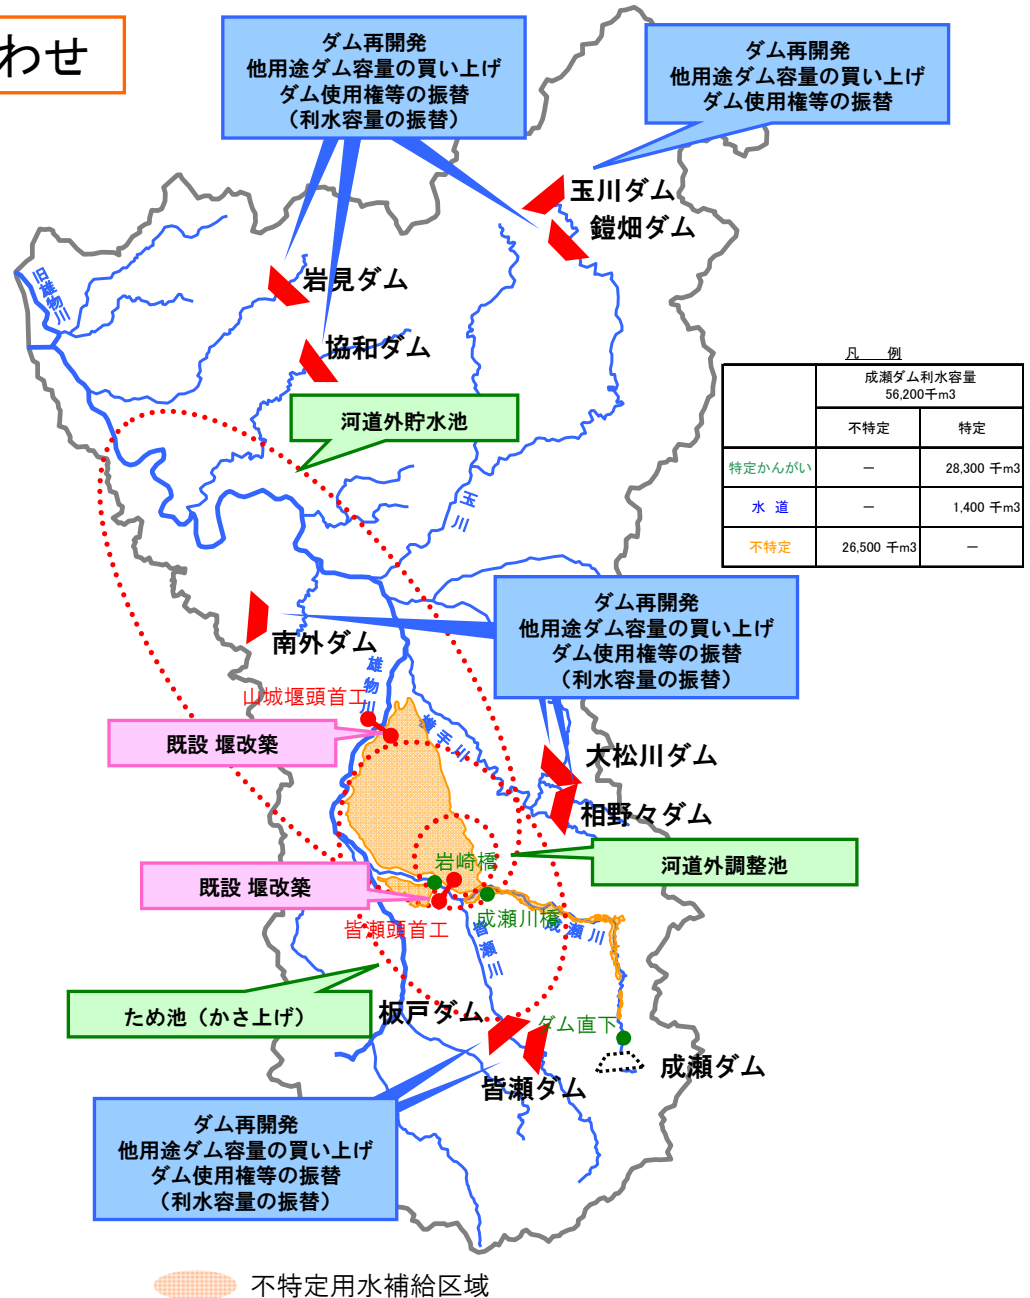 わせ
ダム再開発
他用途ダム容量の買い上げ
ダム使用権等の振替
（利水容量の振替）
ダム再開発
他用途ダム容量の買い上げ
ダム使用権等の振替
玉川ダム
鎧畑ダム
岩見ダム
旧雄物川
協和ダム
凡　例
成瀬ダム利水容量
56,200千m3
不特定 特定
特定かんがい － 28,300 千m3
水 道 － 1,400 千m3
不特定 26,500 千m3 －
河道外貯水池
玉川
ダム再開発
他用途ダム容量の買い上げ
ダム使用権等の振替
（利水容量の振替）
南外ダム
雄物川
山城堰頭首工
横手川
既設 堰改築
大松川ダム
相野々ダム
岩崎橋
河道外調整池
既設 堰改築
成瀬川橋
皆瀬頭首工
皆瀬川
成瀬川
ため池（かさ上げ）
板戸ダム
ダム直下
成瀬ダム
皆瀬ダム
ダム再開発
他用途ダム容量の買い上げ
ダム使用権等の振替
（利水容量の振替）
不特定用水補給区域